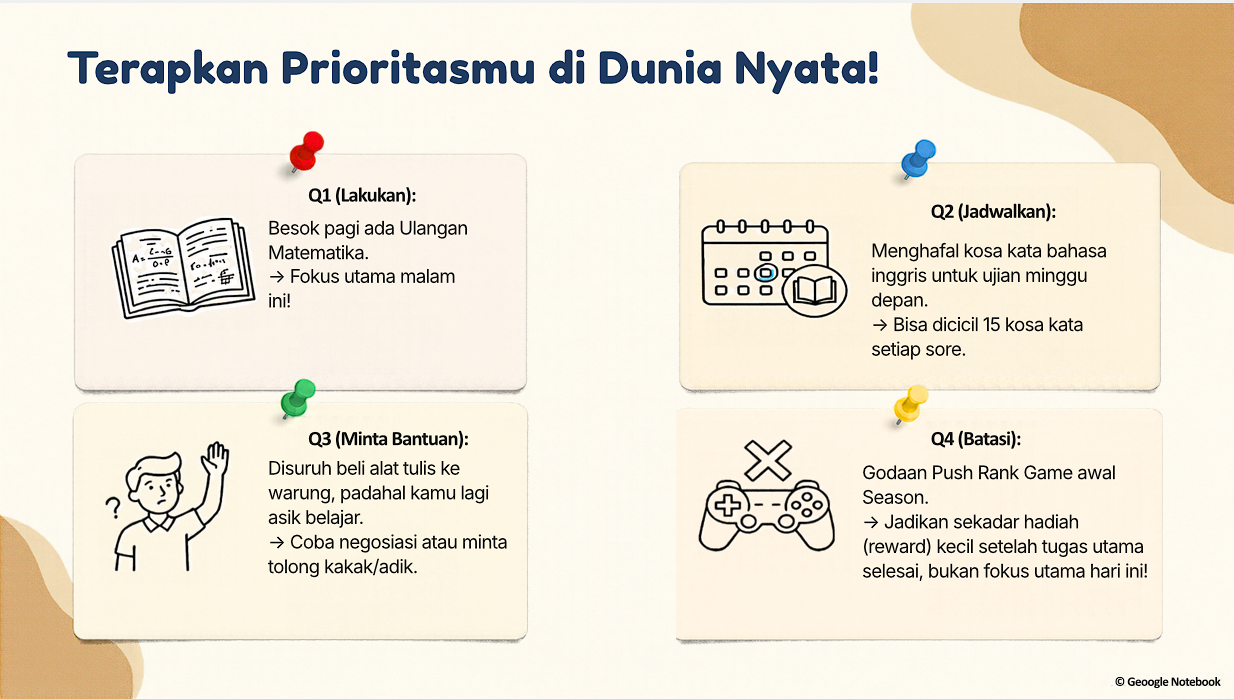 Terapkan Prioritasmu di Dunia Nyata!
Q1 (Lakukan):
Besok pagi ada Ulangan
Matematika.
→ Fokus utama malam
ini!
Q2 (Jadwalkan):
Menghafal kosa kata bahasa
inggris untuk ujian minggu
depan.
→ Bisa dicicil 15 kosa kata
setiap sore.
Q3 (Minta Bantuan):
?
Disuruh beli alat tulis ke
warung, padahal kamu lagi
asik belajar.
→ Coba negosiasi atau minta
tolong kakak/adik.
Q4 (Batasi):
Godaan Push Rank Game awal
Season.
→ Jadikan sekadar hadiah
(reward) kecil setelah tugas utama
selesai, bukan fokus utama hari ini!
© Geoogle Notebook